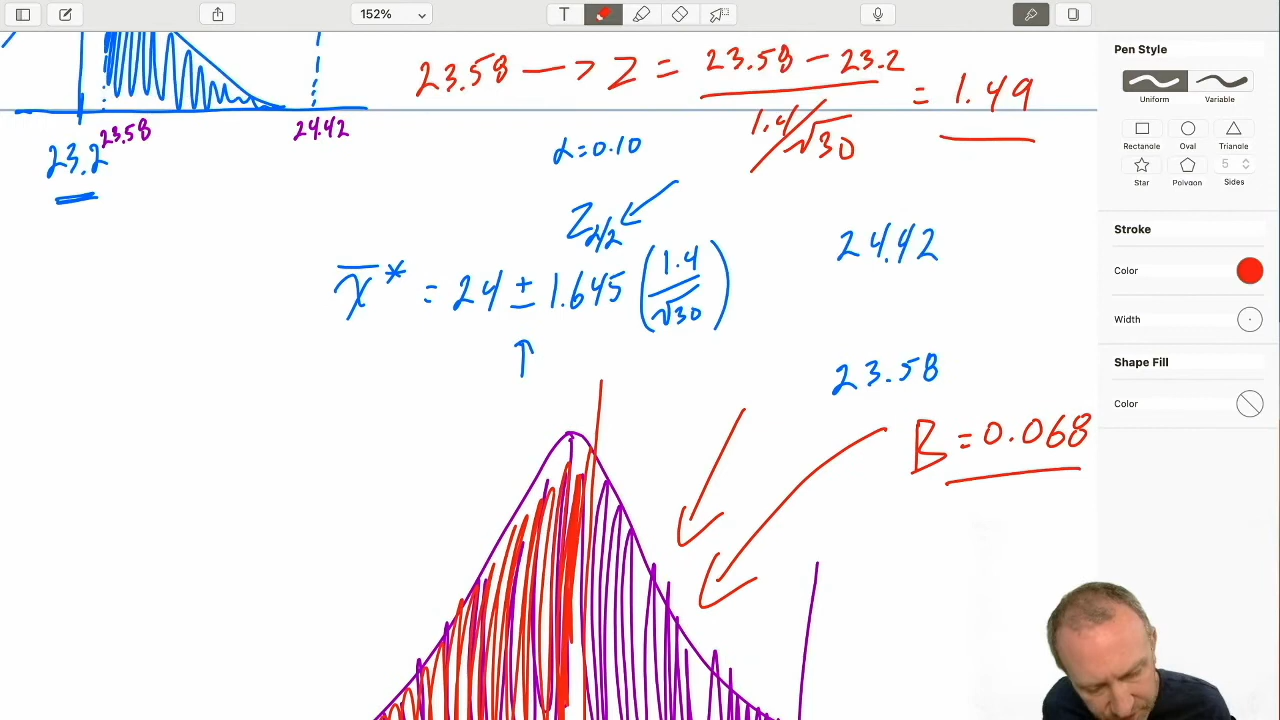 152%
T
Pen Style
Uniform Variable
Rectangle Oval Triangle
Star Polygon 5 Sides
Stroke
Color
Width
Shape Fill
Color
23.58 —> Z = 23.58 - 23.2 / 1.4/√30 = 1.49
23.58
24.42
23.2
α=0.10
Zα/2
24.42
x̄* = 24 ± 1.645 (1.4/√30)
↑
23.58
B = 0.068